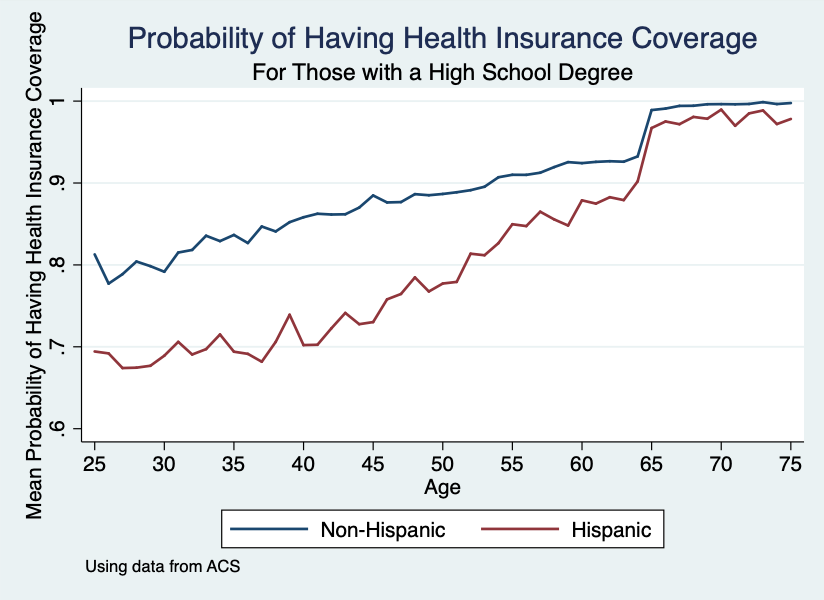 Probability of Having Health Insurance Coverage
For Those with a High School Degree
Mean Probability of Having Health Insurance Coverage
1
.9
.8
.7
.6
25 30 35 40 45 50 55 60 65 70 75
Age
Non-Hispanic Hispanic
Using data from ACS